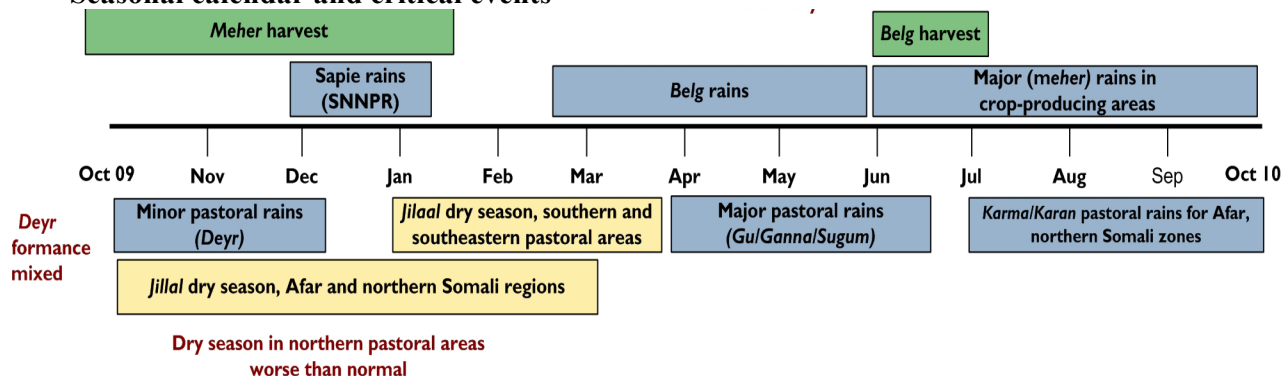 Seasonal calendar and critical events
Meher harvest
Belg harvest
Sapie rains
(SNNPR)
Belg rains
Major (meher) rains in
crop-producing areas
Oct 09 Nov Dec Jan Feb Mar Apr May Jun Jul Aug Sep Oct 10
Deyr
formance
mixed
Minor pastoral rains
(Deyr)
Jilaal dry season, southern and
southeastern pastoral areas
Major pastoral rains
(Gu/Ganna/Sugum)
Karma/Karan pastoral rains for Afar,
northern Somali zones
Jillal dry season, Afar and northern Somali regions
Dry season in northern pastoral areas
worse than normal